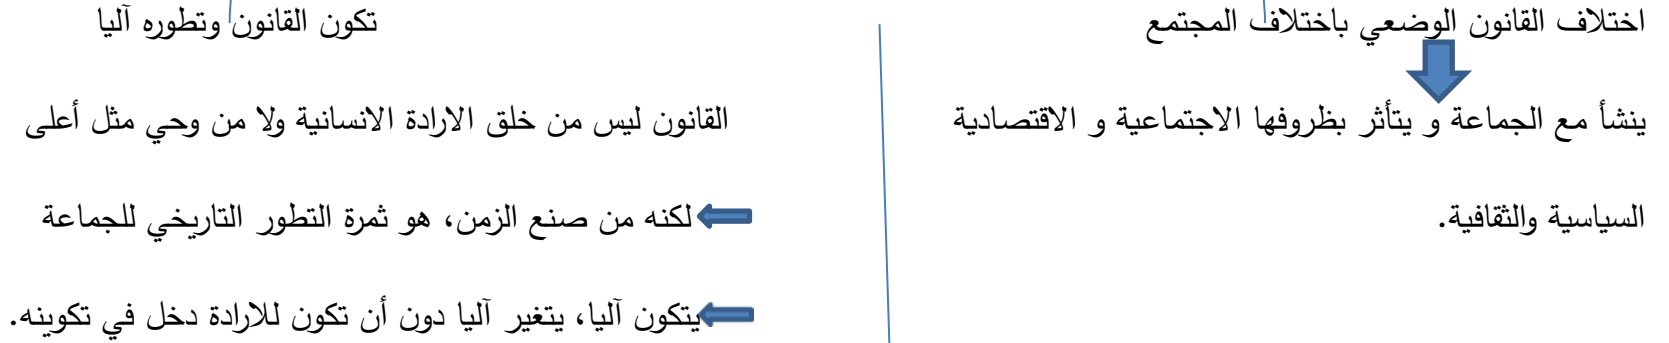 اختلاف القانون الوضعي باختلاف المجتمع
ينشأ مع الجماعة و يتأثر بظروفها الاجتماعية و الاقتصادية
السياسية والثقافية.
تكون القانون وتطوره آليا
القانون ليس من خلق الارادة الانسانية ولا من وحي مثل أعلى
لكنه من صنع الزمن، هو ثمرة التطور التاريخي للجماعة
يتكون آليا، يتغير آليا دون أن تكون للارادة دخل في تكوينه.